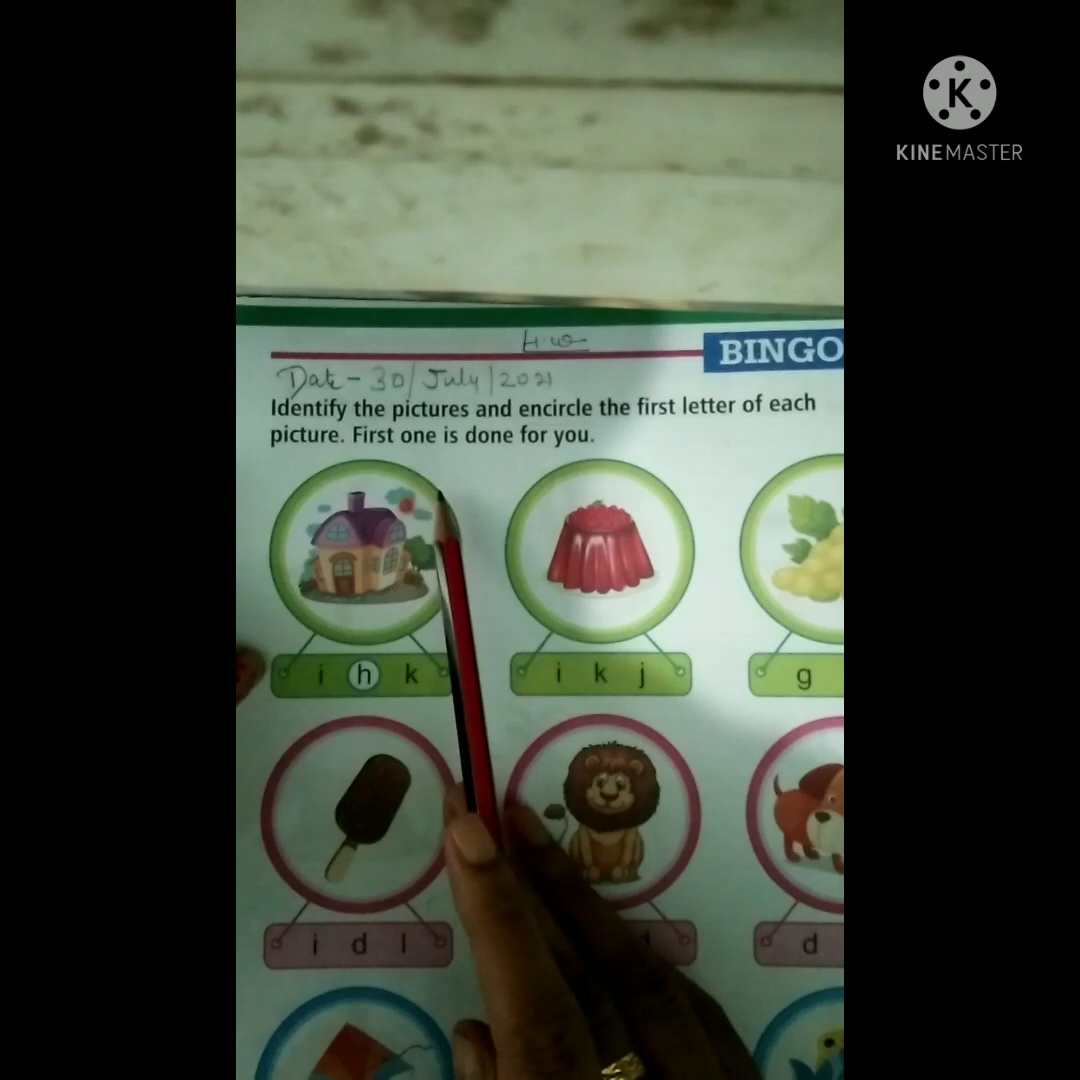 K
KINEMASTER
H.W
BINGO
Date - 30/July/2021
Identify the pictures and encircle the first letter of each
picture. First one is done for you.
i h k
i k j
g
i d l
d
d